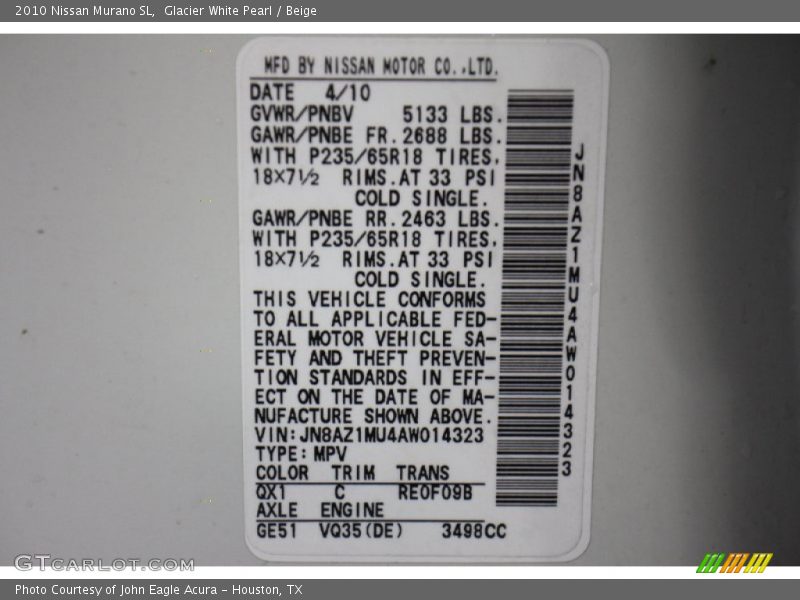 2010 Nissan Murano SL,  Glacier White Pearl / Beige
MFD BY NISSAN MOTOR CO.,LTD.
DATE 4/10
GVWR/PNBV 5133 LBS.
GAWR/PNBE FR. 2688 LBS.
WITH P235/65R18 TIRES,
18X7½ RIMS.AT 33 PSI
COLD SINGLE.
GAWR/PNBE RR. 2463 LBS.
WITH P235/65R18 TIRES,
18X7½ RIMS.AT 33 PSI
COLD SINGLE.
THIS VEHICLE CONFORMS
TO ALL APPLICABLE FED-
ERAL MOTOR VEHICLE SA-
FETY AND THEFT PREVEN-
TION STANDARDS IN EFF-
ECT ON THE DATE OF MA-
NUFACTURE SHOWN ABOVE.
VIN:JN8AZ1MU4AW014323
TYPE:MPV
COLOR TRIM TRANS
QX1 C RE0F09B
AXLE ENGINE
GE51 VQ35(DE) 3498CC
JN8AZ1MU4AW014323
GTCARLOT.COM
Photo Courtesy of John Eagle Acura - Houston, TX